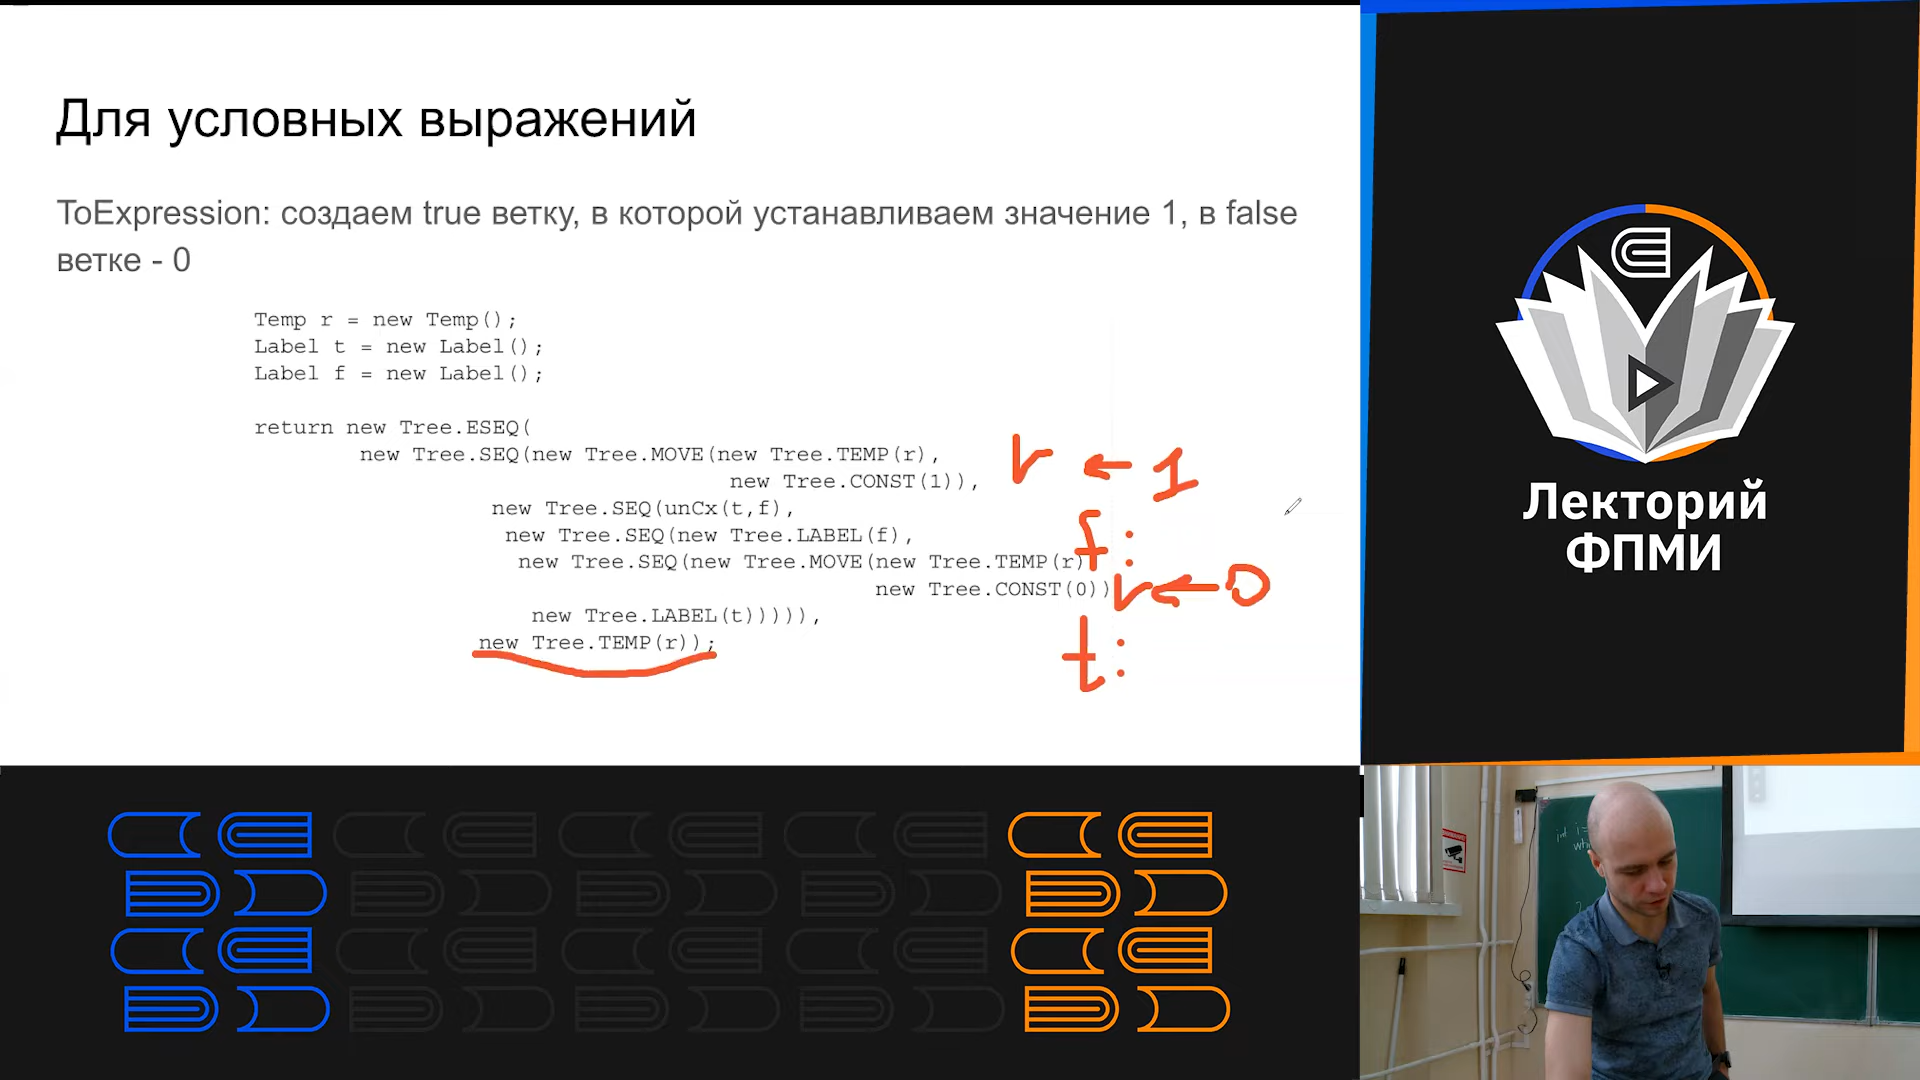 Для условных выражений
ToExpression: создаем true ветку, в которой устанавливаем значение 1, в false
ветке - 0
Temp r = new Temp();
Label t = new Label();
Label f = new Label();
return new Tree.ESEQ(
new Tree.SEQ(new Tree.MOVE(new Tree.TEMP(r),
new Tree.CONST(1)),
new Tree.SEQ(unCx(t,f),
new Tree.SEQ(new Tree.LABEL(f),
new Tree.SEQ(new Tree.MOVE(new Tree.TEMP(r)
new Tree.CONST(0))
new Tree.LABEL(t))))),
new Tree.TEMP(r));
r ← 1
f:
r ← 0
t:
Лекторий
ФПМИ